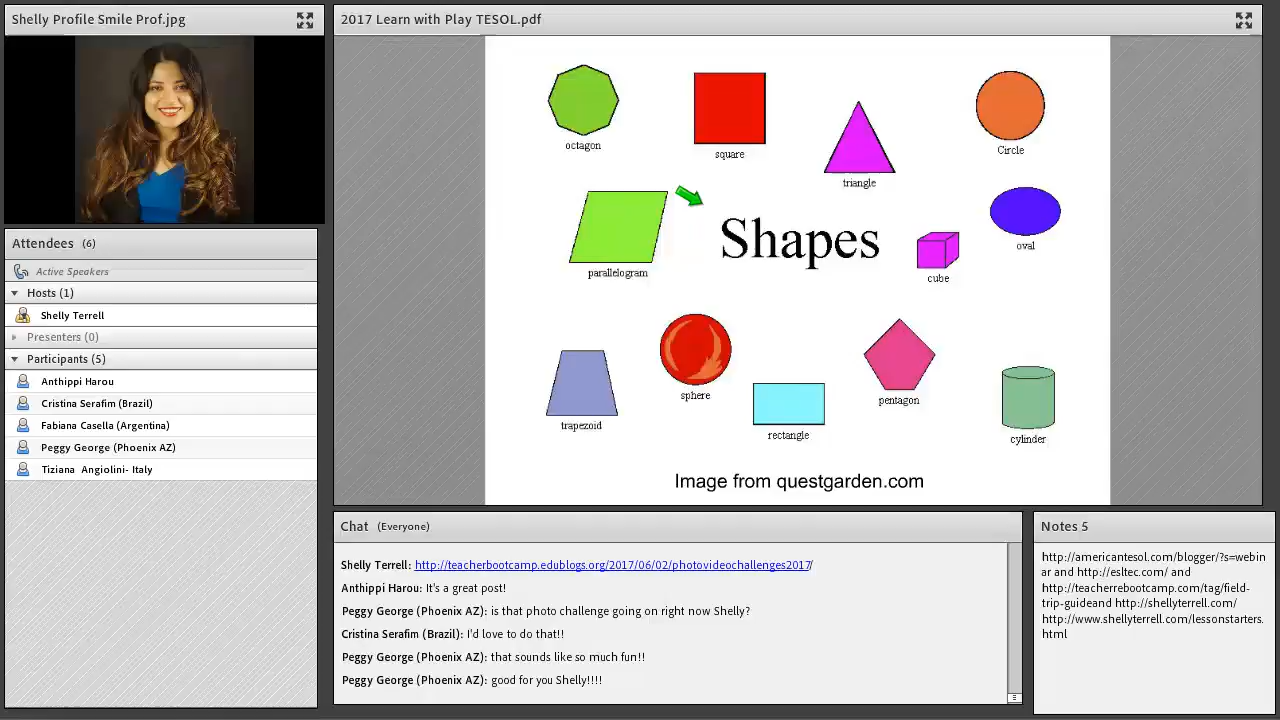 Shelly Profile Smile Prof.jpg
Attendees (6)
Active Speakers
Hosts (1)
Shelly Terrell
Presenters (0)
Participants (5)
Anthippi Harou
Cristina Serafim (Brazil)
Fabiana Casella (Argentina)
Peggy George (Phoenix AZ)
Tiziana Angiolini- Italy
2017 Learn with Play TESOL.pdf
octagon
square
triangle
Circle
parallelogram
Shapes
cube
oval
trapezoid
sphere
rectangle
pentagon
cylinder
Image from questgarden.com
Chat (Everyone)
Shelly Terrell: http://teacherbootcamp.edublogs.org/2017/06/02/photovideochallenges2017/
Anthippi Harou: It's a great post!
Peggy George (Phoenix AZ): is that photo challenge going on right now Shelly?
Cristina Serafim (Brazil): I'd love to do that!!
Peggy George (Phoenix AZ): that sounds like so much fun!!
Peggy George (Phoenix AZ): good for you Shelly!!!!
Notes 5
http://americantesol.com/blogger/?s=webin
ar and http://esltec.com/ and
http://teacherrebootcamp.com/tag/field-
trip-guideand http://shellyterrell.com/
http://www.shellyterrell.com/lessonstarters.
html